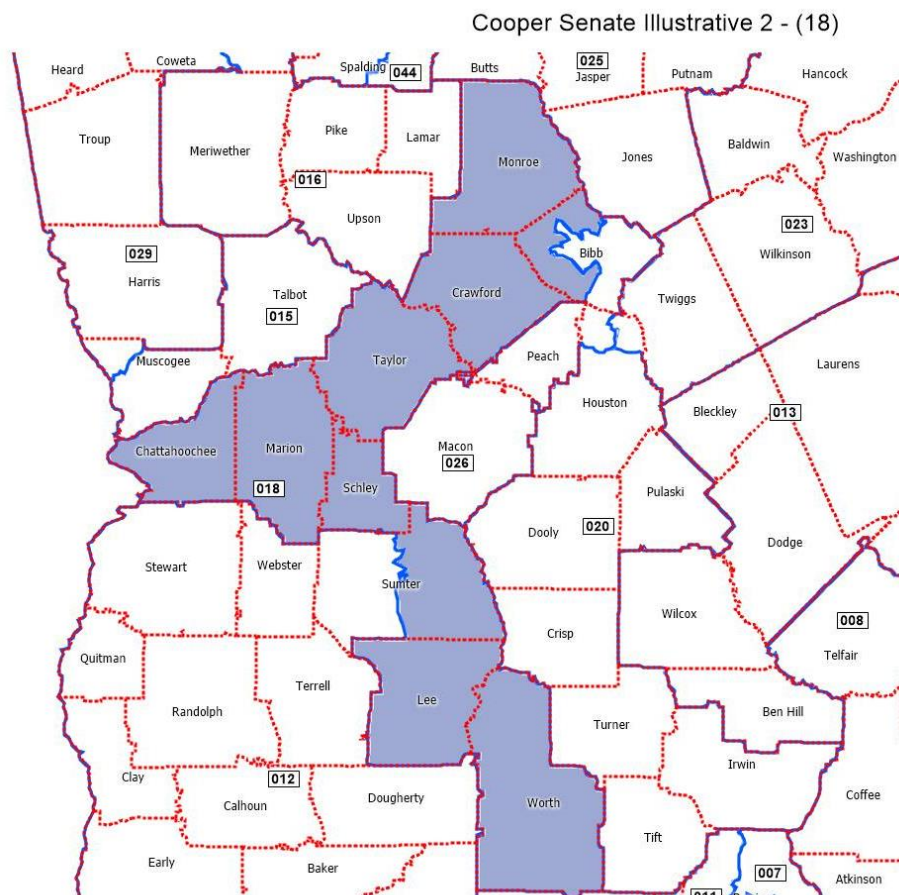 Cooper Senate Illustrative 2 - (18)
Heard
Coweta
Spalding
044
Butts
025
Jasper
Putnam
Hancock
Troup
Meriwether
Pike
Lamar
Monroe
Jones
Baldwin
Washington
016
Upson
029
Harris
Talbot
015
Crawford
Bibb
023
Wilkinson
Twiggs
Muscogee
Taylor
Peach
Laurens
Houston
Bleckley
013
Chattahoochee
Marion
Macon
026
018
Schley
Pulaski
Dooly
020
Dodge
Stewart
Webster
Sumter
Wilcox
008
Crisp
Telfair
Quitman
Terrell
Lee
Randolph
Turner
Ben Hill
Irwin
Clay
012
Calhoun
Dougherty
Worth
Coffee
Tift
Early
Baker
007
011
Atkinson